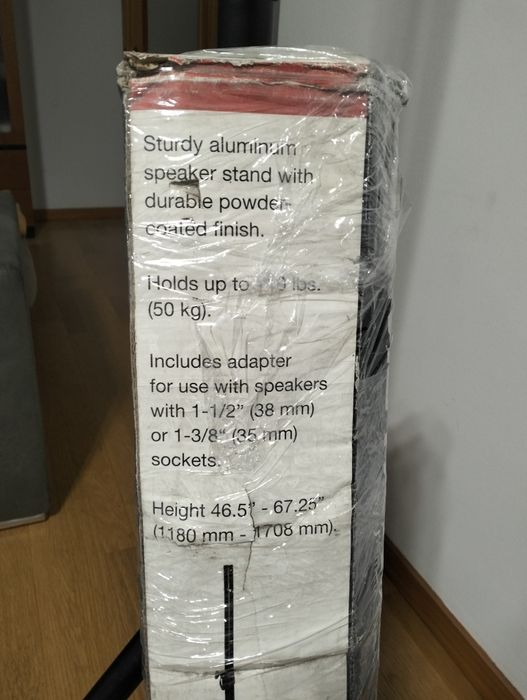 Sturdy aluminum
speaker stand with
durable powder-
coated finish.
Holds up to lbs.
(50 kg).
Includes adapter
for use with speakers
with 1-1/2" (38 mm)
or 1-3/8" (35 mm)
sockets.
Height 46.5" - 67.25"
(1180 mm - 1708 mm).